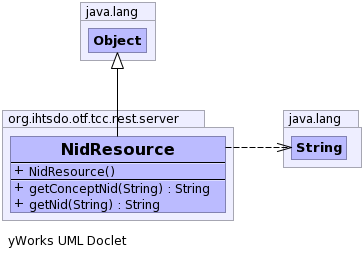 java.lang
Object
org.ihtsdo.otf.tcc.rest.server
NidResource
+ NidResource()
+ getConceptNid(String) : String
+ getNid(String) : String
java.lang
String
yWorks UML Doclet